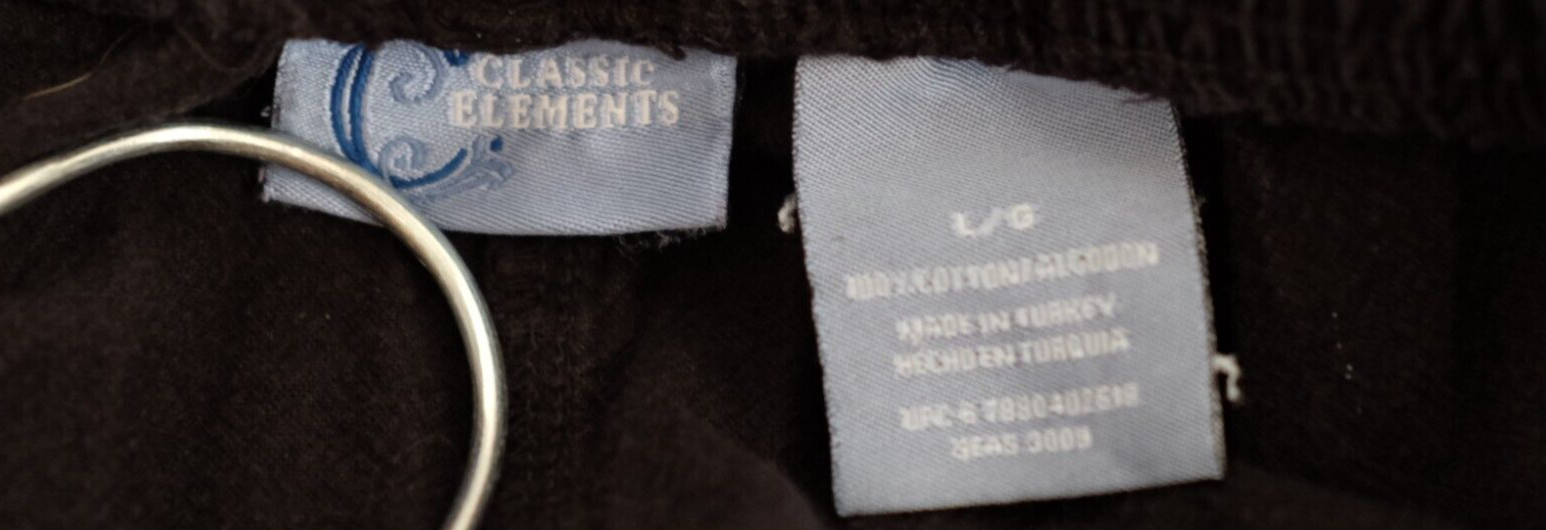 CLASSIC
ELEMENTS
L/G
100% COTTON/ALGODON
MADE IN TURKEY
HECHO EN TURQUIA